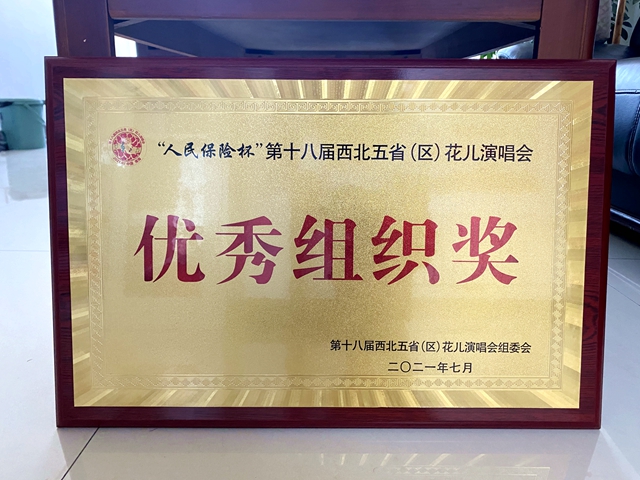 “人民保险杯”第十八届西北五省（区）花儿演唱会
优秀组织奖
第十八届西北五省（区）花儿演唱会组委会
二〇二一年七月